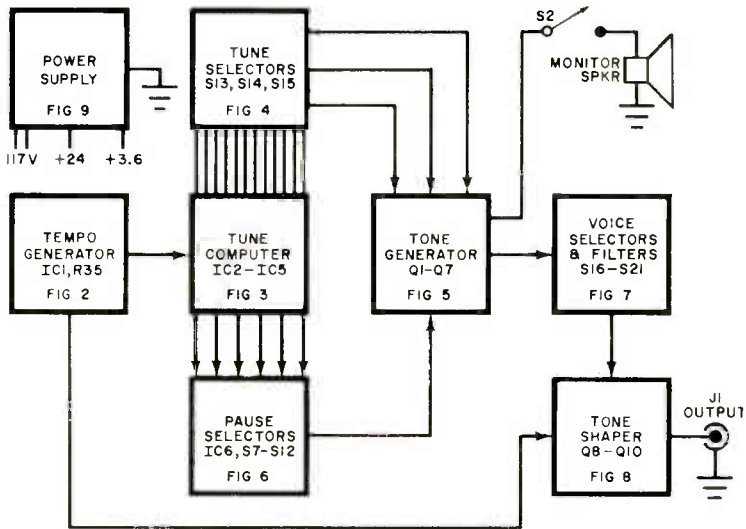 POWER
SUPPLY
FIG 9
117V +24 +3.6
TUNE
SELECTORS
S13, S14, S15
FIG 4
S2
MONITOR
SPKR
TEMPO
GENERATOR
IC1, R35
FIG 2
TUNE
COMPUTER
IC2-IC5
FIG 3
TONE
GENERATOR
Q1-Q7
FIG 5
VOICE
SELECTORS
& FILTERS
S16-S21
FIG 7
PAUSE
SELECTORS
IC6, S7-S12
FIG 6
TONE
SHAPER
Q8-Q10
FIG 8
J1
OUTPUT